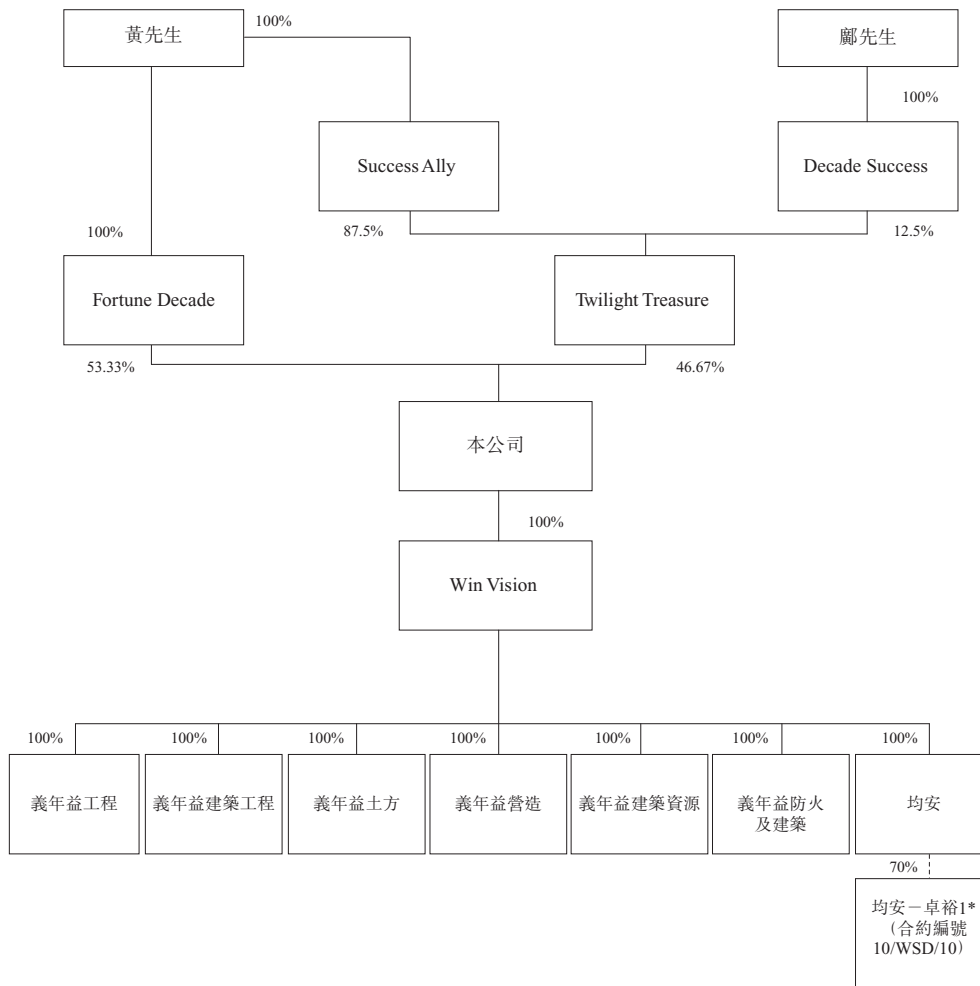 黃先生
100%
鄺先生
100%
Success Ally
Decade Success
100%
87.5%
12.5%
Fortune Decade
Twilight Treasure
53.33%
46.67%
本公司
100%
Win Vision
100%
100%
100%
100%
100%
100%
100%
義年益工程
義年益建築工程
義年益土方
義年益營造
義年益建築資源
義年益防火
及建築
均安
70%
均安－卓裕1*
（合約編號
10/WSD/10）